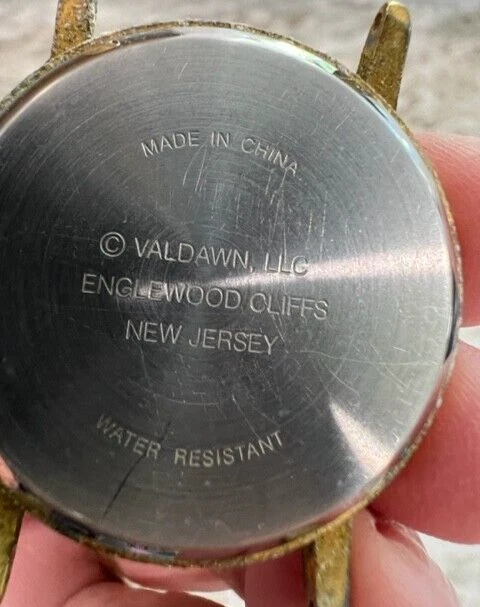 MADE IN CHINA
© VALDAWN, LLC
ENGLEWOOD CLIFFS
NEW JERSEY
WATER RESISTANT